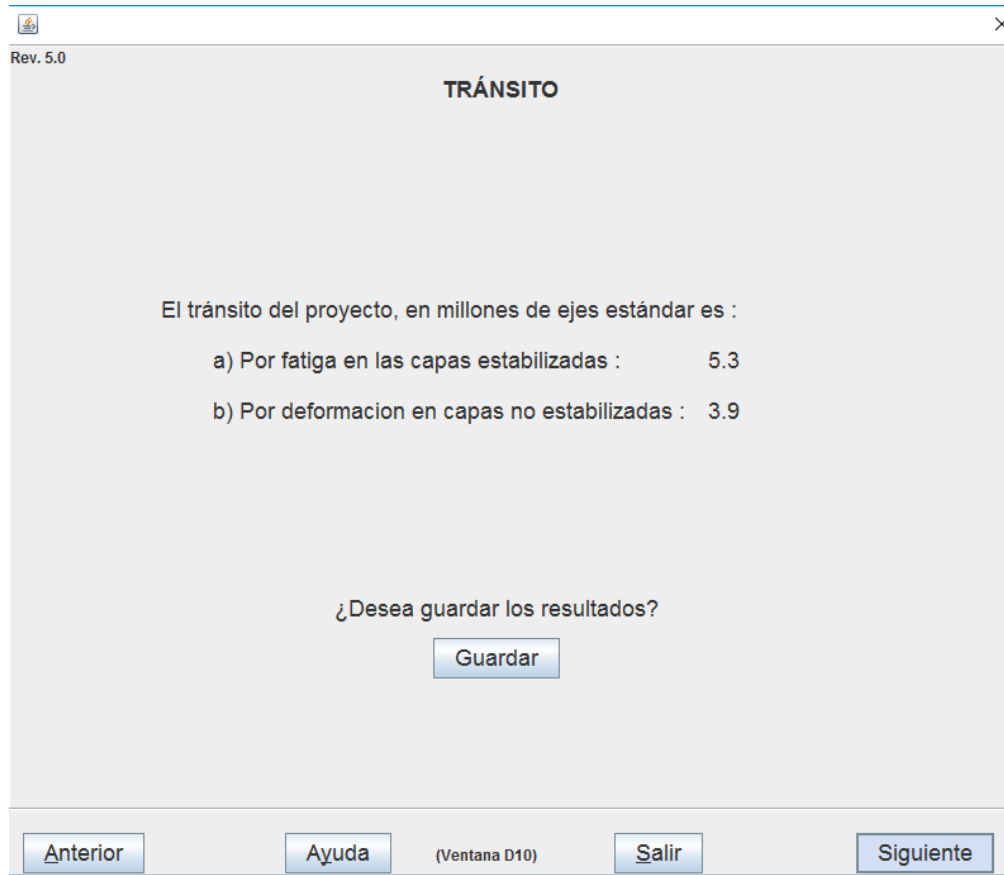 Rev. 5.0
TRÁNSITO
El tránsito del proyecto, en millones de ejes estándar es :
a) Por fatiga en las capas estabilizadas : 5.3
b) Por deformacion en capas no estabilizadas : 3.9
¿Desea guardar los resultados?
Guardar
Anterior Ayuda (Ventana D10) Salir Siguiente